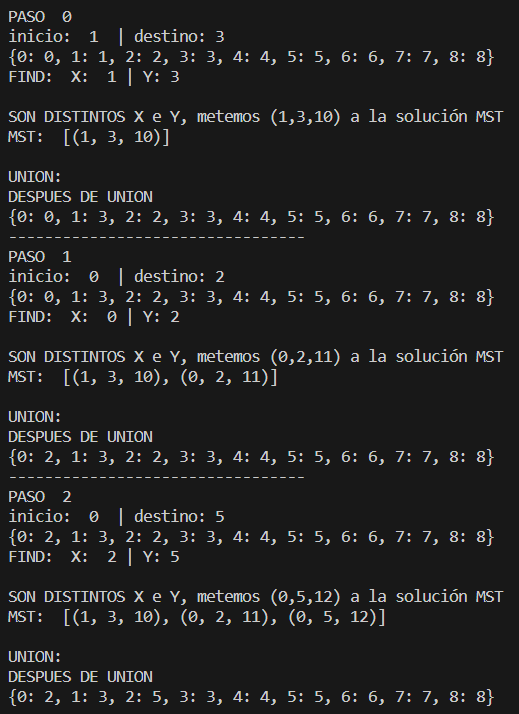 PASO  0
inicio:  1  | destino: 3
{0: 0, 1: 1, 2: 2, 3: 3, 4: 4, 5: 5, 6: 6, 7: 7, 8: 8}
FIND:  X:  1 | Y: 3

SON DISTINTOS X e Y, metemos (1,3,10) a la solución MST
MST:  [(1, 3, 10)]

UNION:
DESPUES DE UNION
{0: 0, 1: 3, 2: 2, 3: 3, 4: 4, 5: 5, 6: 6, 7: 7, 8: 8}
---------------------------------
PASO  1
inicio:  0  | destino: 2
{0: 0, 1: 3, 2: 2, 3: 3, 4: 4, 5: 5, 6: 6, 7: 7, 8: 8}
FIND:  X:  0 | Y: 2

SON DISTINTOS X e Y, metemos (0,2,11) a la solución MST
MST:  [(1, 3, 10), (0, 2, 11)]

UNION:
DESPUES DE UNION
{0: 2, 1: 3, 2: 2, 3: 3, 4: 4, 5: 5, 6: 6, 7: 7, 8: 8}
---------------------------------
PASO  2
inicio:  0  | destino: 5
{0: 2, 1: 3, 2: 2, 3: 3, 4: 4, 5: 5, 6: 6, 7: 7, 8: 8}
FIND:  X:  2 | Y: 5

SON DISTINTOS X e Y, metemos (0,5,12) a la solución MST
MST:  [(1, 3, 10), (0, 2, 11), (0, 5, 12)]

UNION:
DESPUES DE UNION
{0: 2, 1: 3, 2: 5, 3: 3, 4: 4, 5: 5, 6: 6, 7: 7, 8: 8}